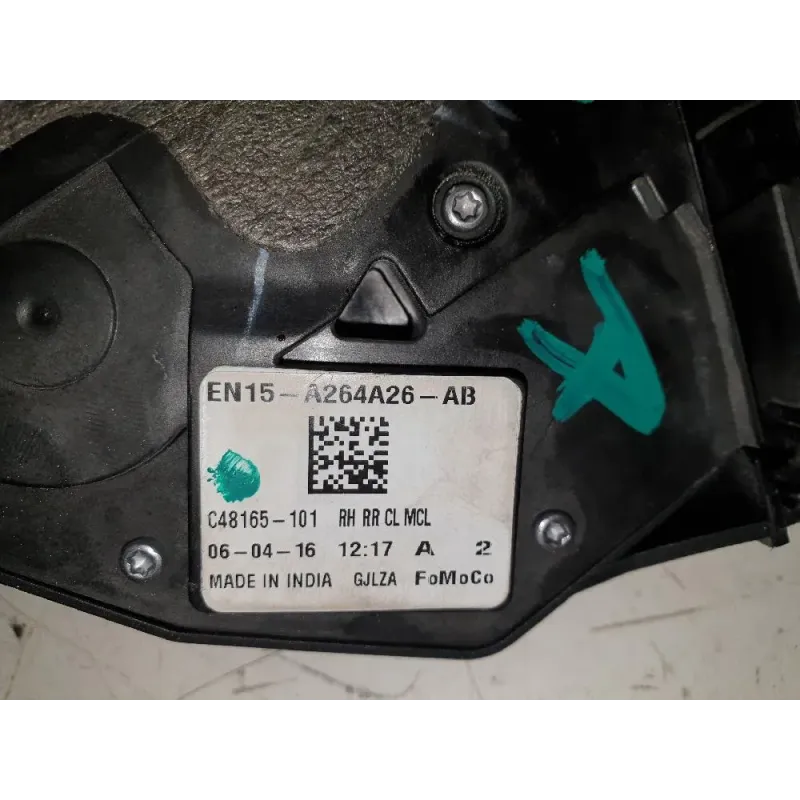 EN15-A264A26-AB
C48165-101 RH RR CL MCL
06-04-16 12:17 A 2
MADE IN INDIA GJLZA FoMoCo
A